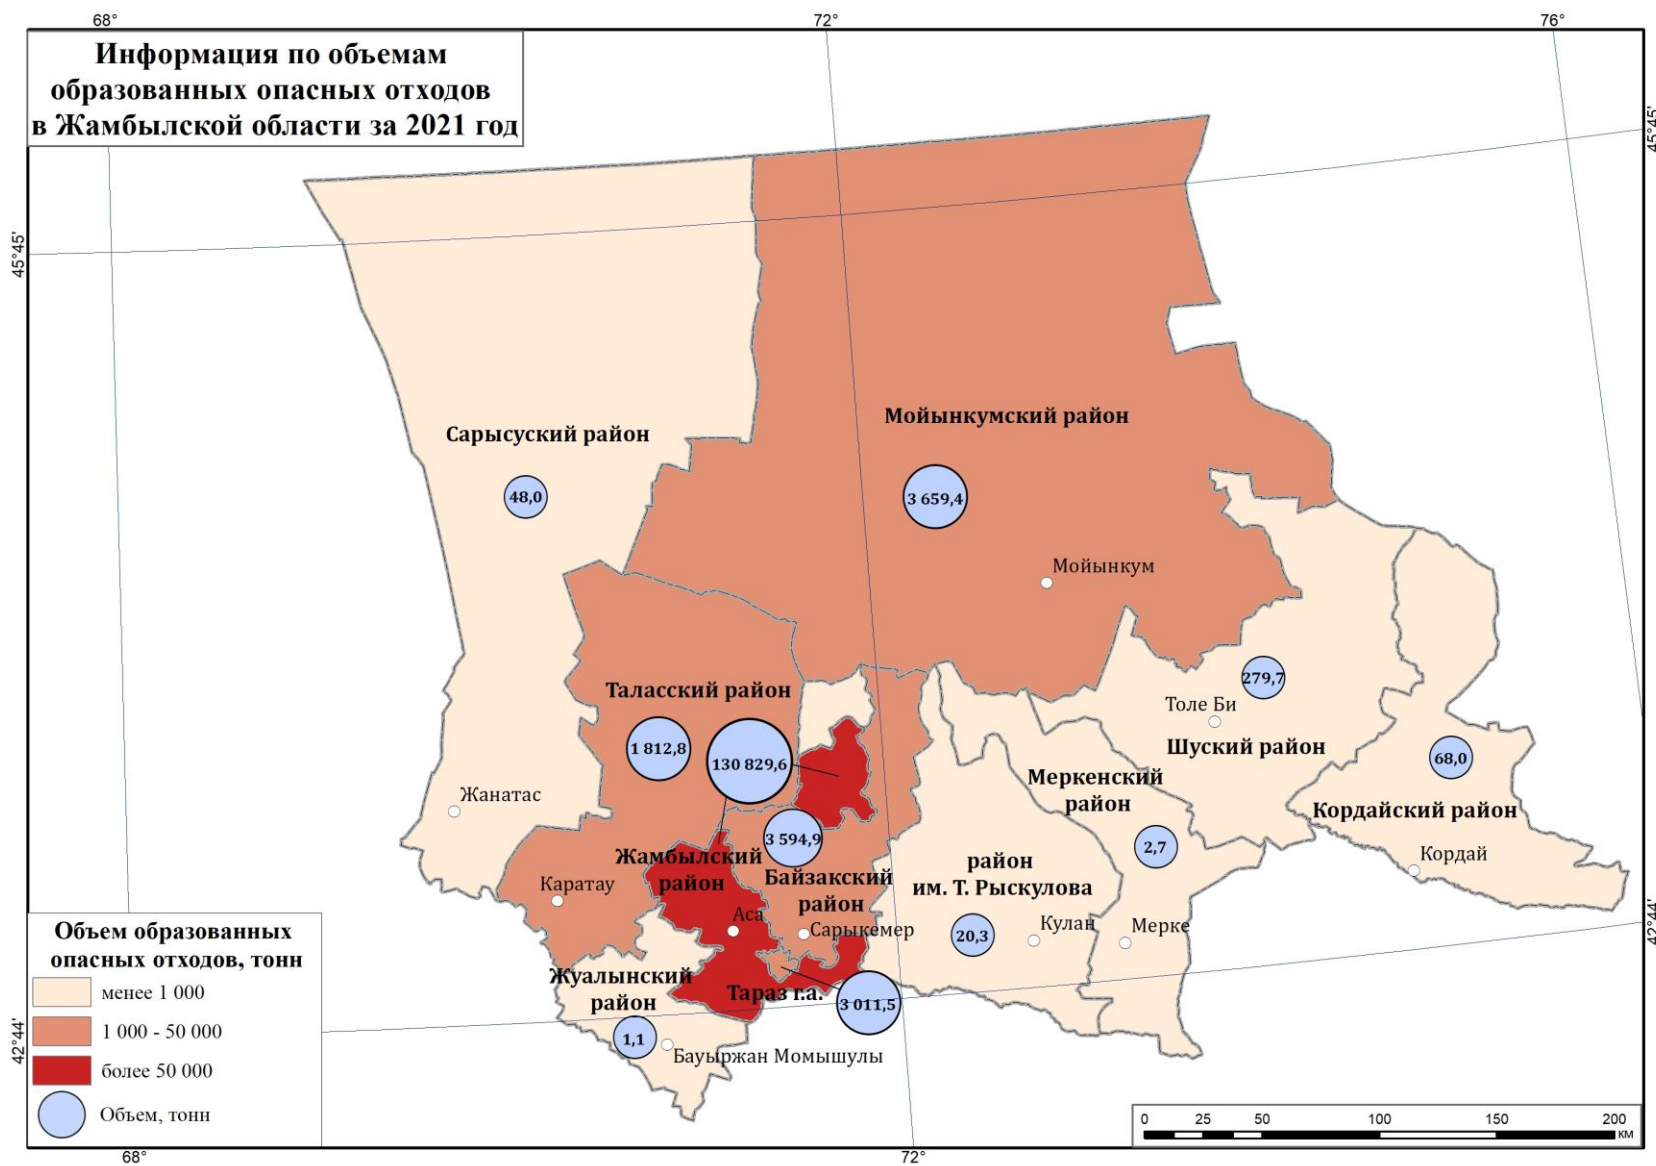 68°
72°
76°
Информация по объемам
образованных опасных отходов
в Жамбылской области за 2021 год
45°45'
45°45'
Мойынкумский район
Сарысуский район
48,0
3 659,4
Мойынкум
279,7
Таласский район
Толе Би
1 812,8
130 829,6
Шуский район
68,0
Меркенский
район
Жанатас
Кордайский район
3 594,9
2,7
Жамбылский
район
район
им. Т. Рыскулова
Кордай
Байзакский
район
Каратау
Аса
Сарыкемер
20,3
Кулан
Мерке
42°44'
Жуалынский
район
Тараз г.а.
3 011,5
1,1
Бауыржан Момышулы
42°44'
Объем образованных
опасных отходов, тонн
менее 1 000
1 000 - 50 000
более 50 000
Объем, тонн
0 25 50 100 150 200
км
68°
72°